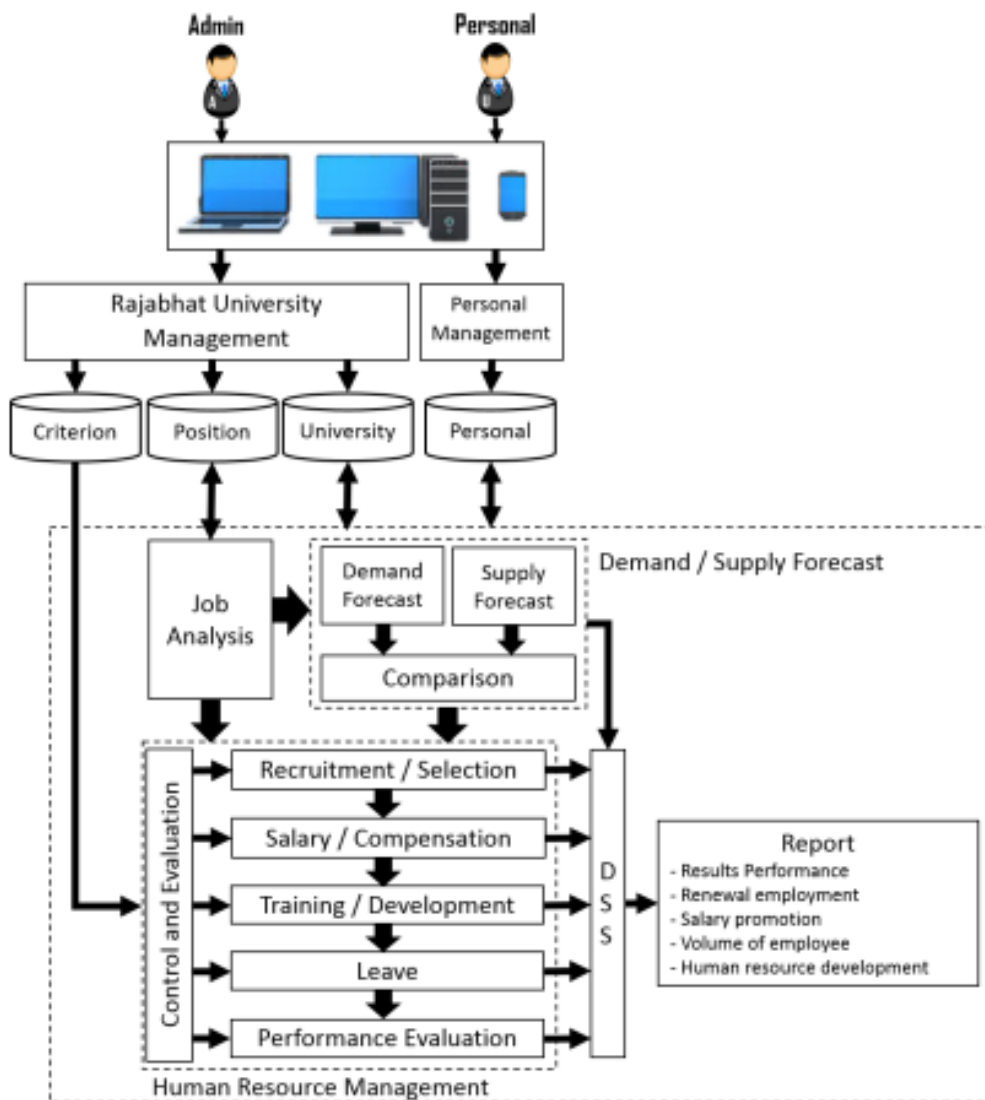 Admin
Personal
A
U
Rajabhat University
Management
Personal
Management
Criterion
Position
University
Personal
Job
Analysis
Demand
Forecast
Supply
Forecast
Comparison
Demand / Supply Forecast
Control and Evaluation
Recruitment / Selection
Salary / Compensation
Training / Development
Leave
Performance Evaluation
D
S
S
Report
- Results Performance
- Renewal employment
- Salary promotion
- Volume of employee
- Human resource development
Human Resource Management